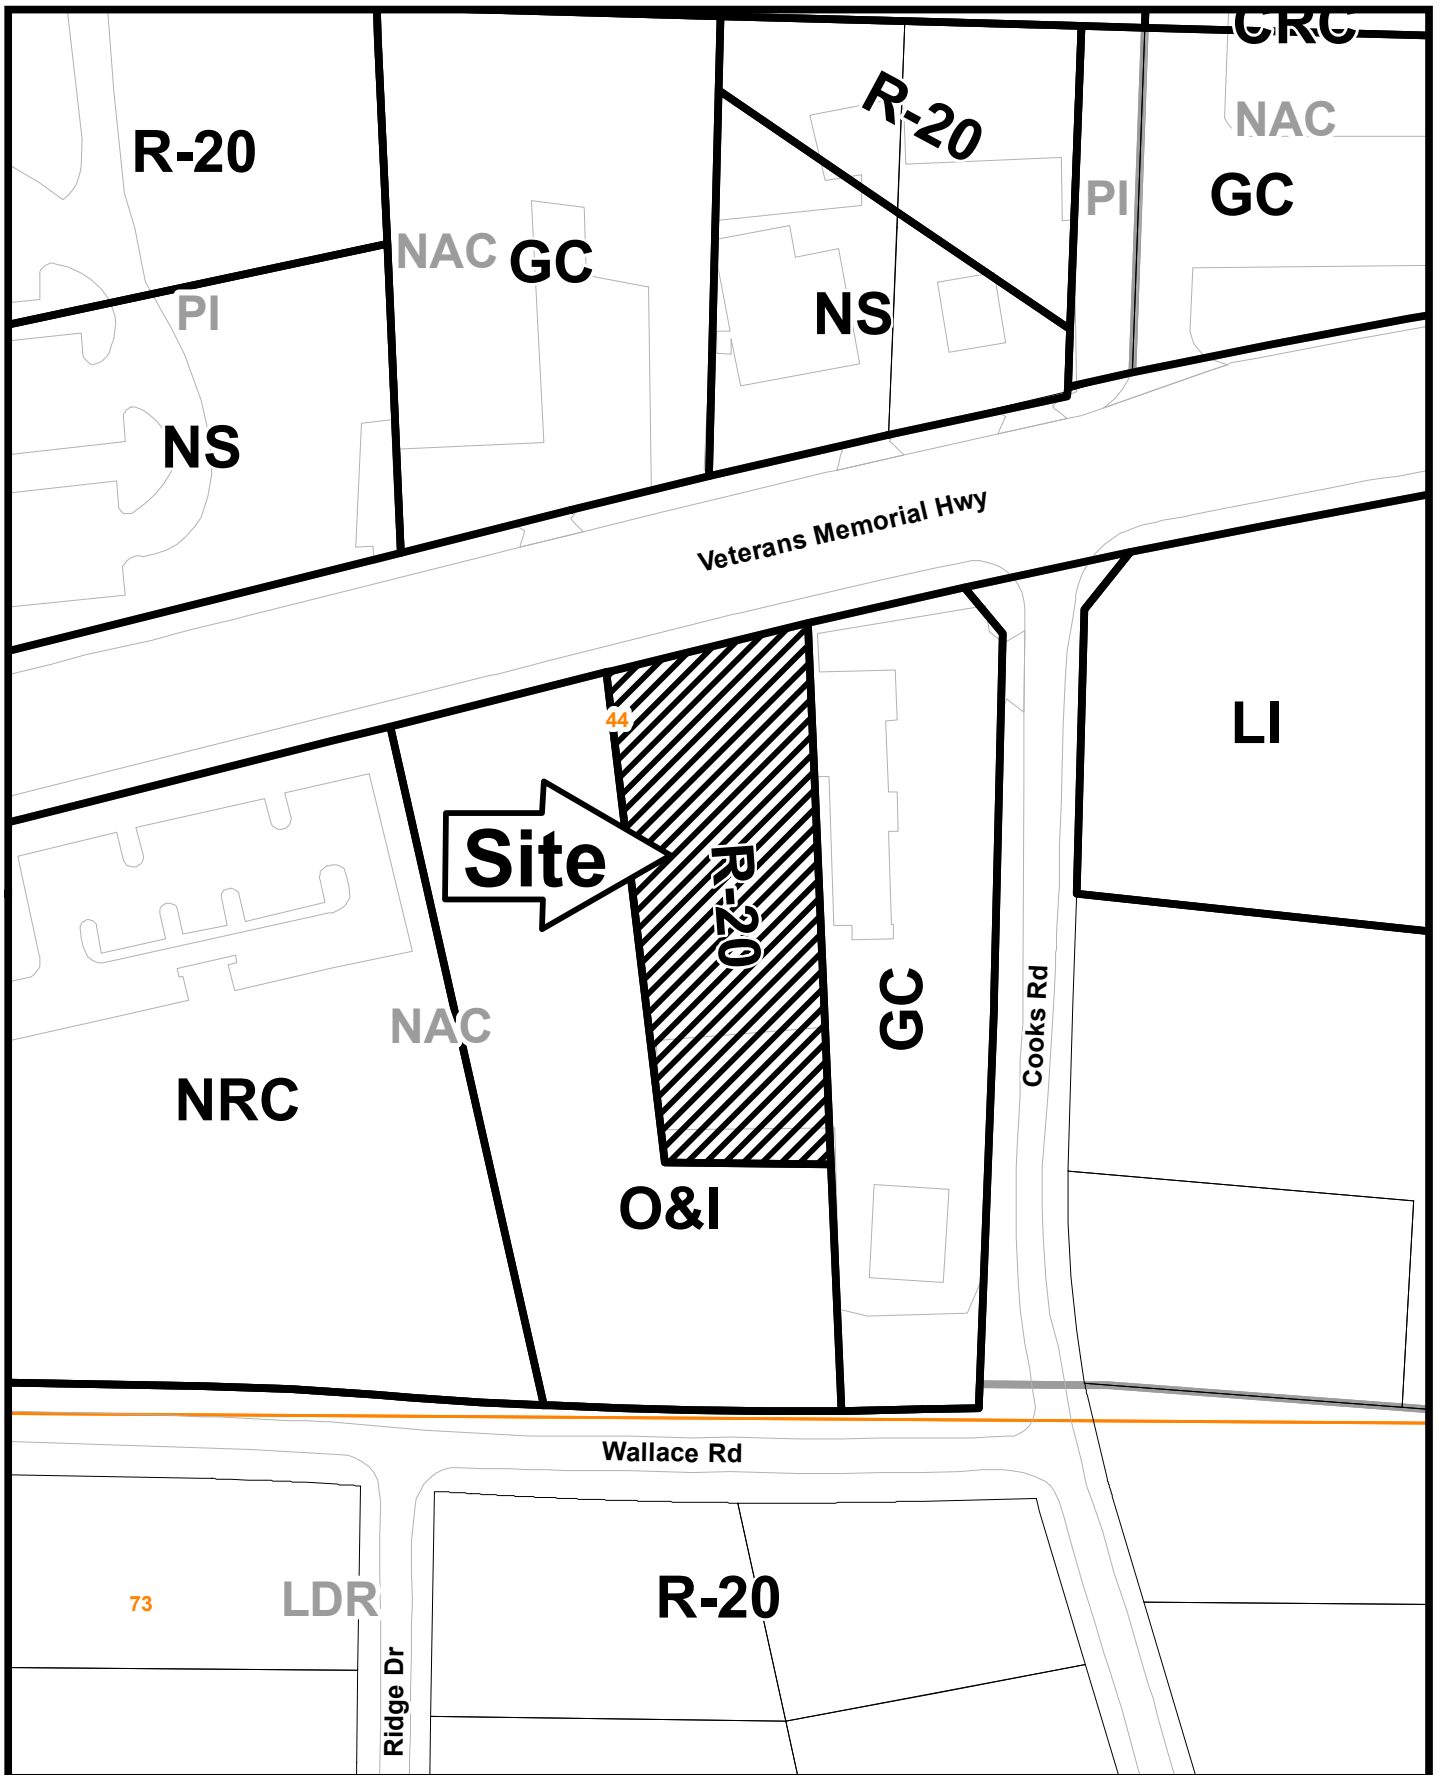 CRC
R-20
R-20
NAC
PI
GC
NAC
GC
PI
NS
NS
Veterans Memorial Hwy
44
LI
Site
R-20
GC
Cooks Rd
NAC
NRC
O&I
Wallace Rd
73
LDR
R-20
Ridge Dr